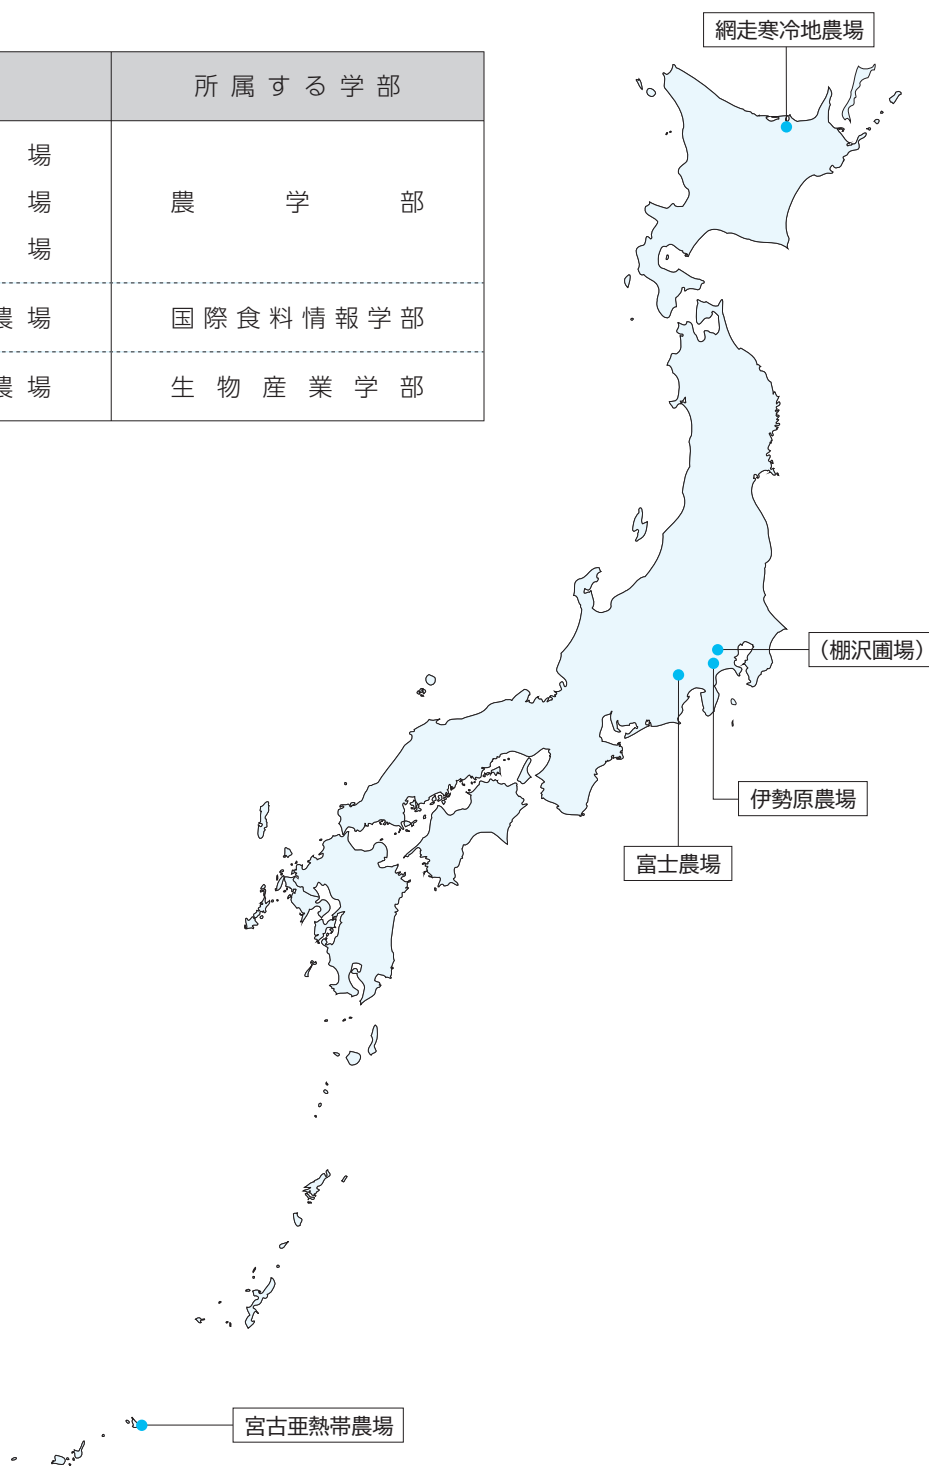 所属する学部
場
場
場
農学部
農場
国際食料情報学部
農場
生物産業学部
網走寒冷地農場
（棚沢圃場）
伊勢原農場
富士農場
宮古亜熱帯農場